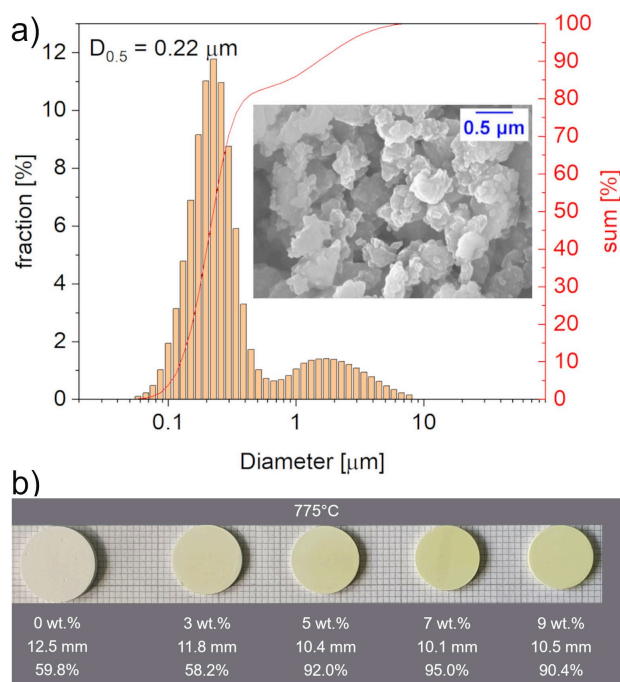 a)
D0.5 = 0.22 µm
0.5 µm
fraction [%]
12
10
8
6
4
2
0
0.1
1
10
Diameter [µm]
100
90
80
70
60
50
40
30
20
10
0
sum [%]
b)
775°C
0 wt.% 3 wt.% 5 wt.% 7 wt.% 9 wt.%
12.5 mm 11.8 mm 10.4 mm 10.1 mm 10.5 mm
59.8% 58.2% 92.0% 95.0% 90.4%